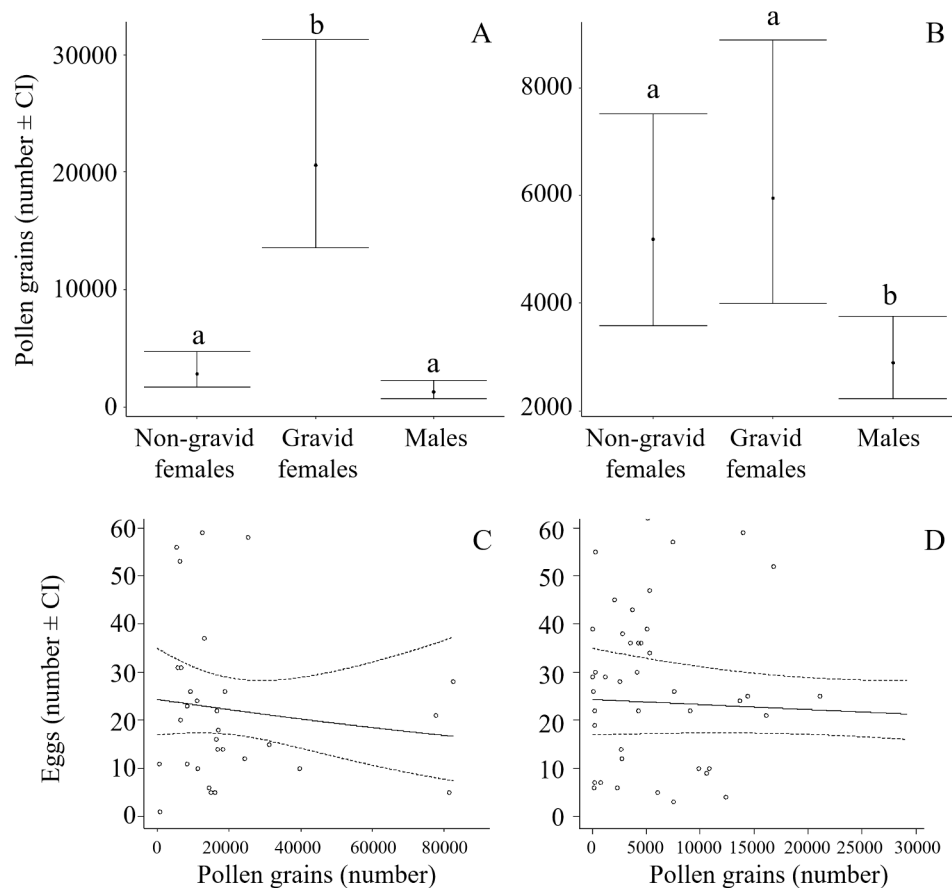 A
b
a
a
30000
20000
10000
0
Pollen grains (number ± CI)
Non-gravid females
Gravid females
Males
B
a
a
b
8000
6000
4000
2000
Non-gravid females
Gravid females
Males
C
60
50
40
30
20
10
0
Eggs (number ± CI)
0 20000 40000 60000 80000
Pollen grains (number)
D
60
50
40
30
20
10
0
0 5000 10000 15000 20000 25000 30000
Pollen grains (number)